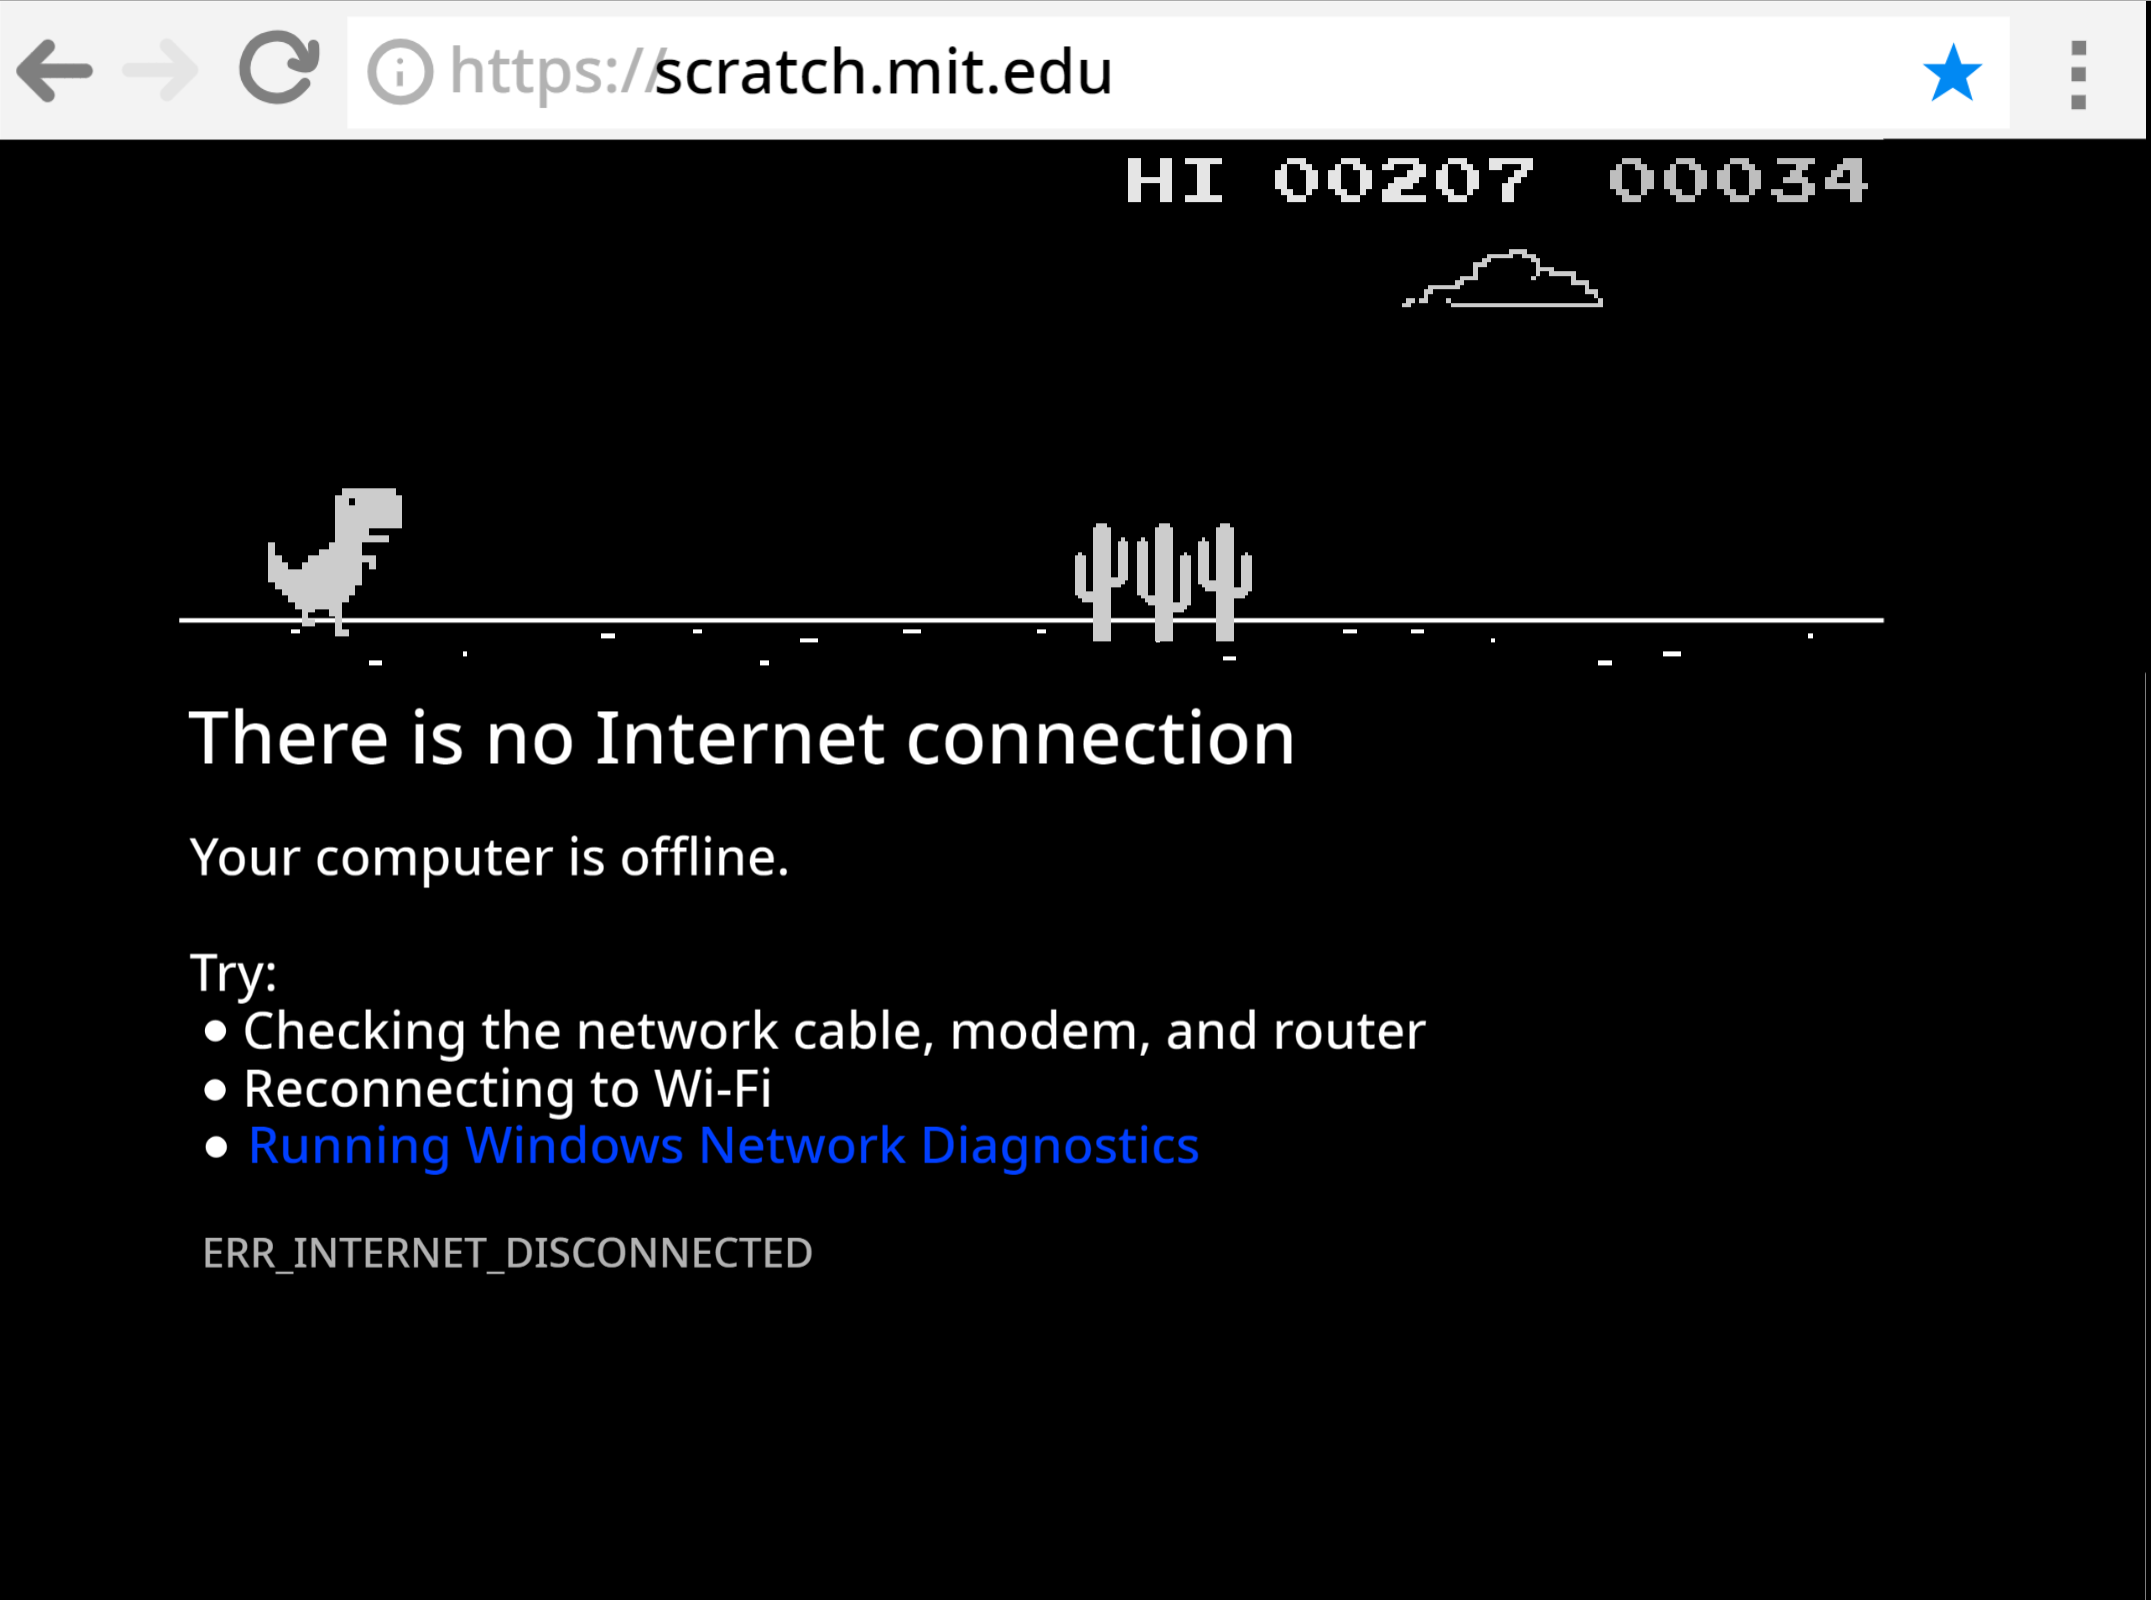 https://scratch.mit.edu
HI 00207 00034
There is no Internet connection
Your computer is offline.
Try:
• Checking the network cable, modem, and router
• Reconnecting to Wi-Fi
• Running Windows Network Diagnostics
ERR_INTERNET_DISCONNECTED